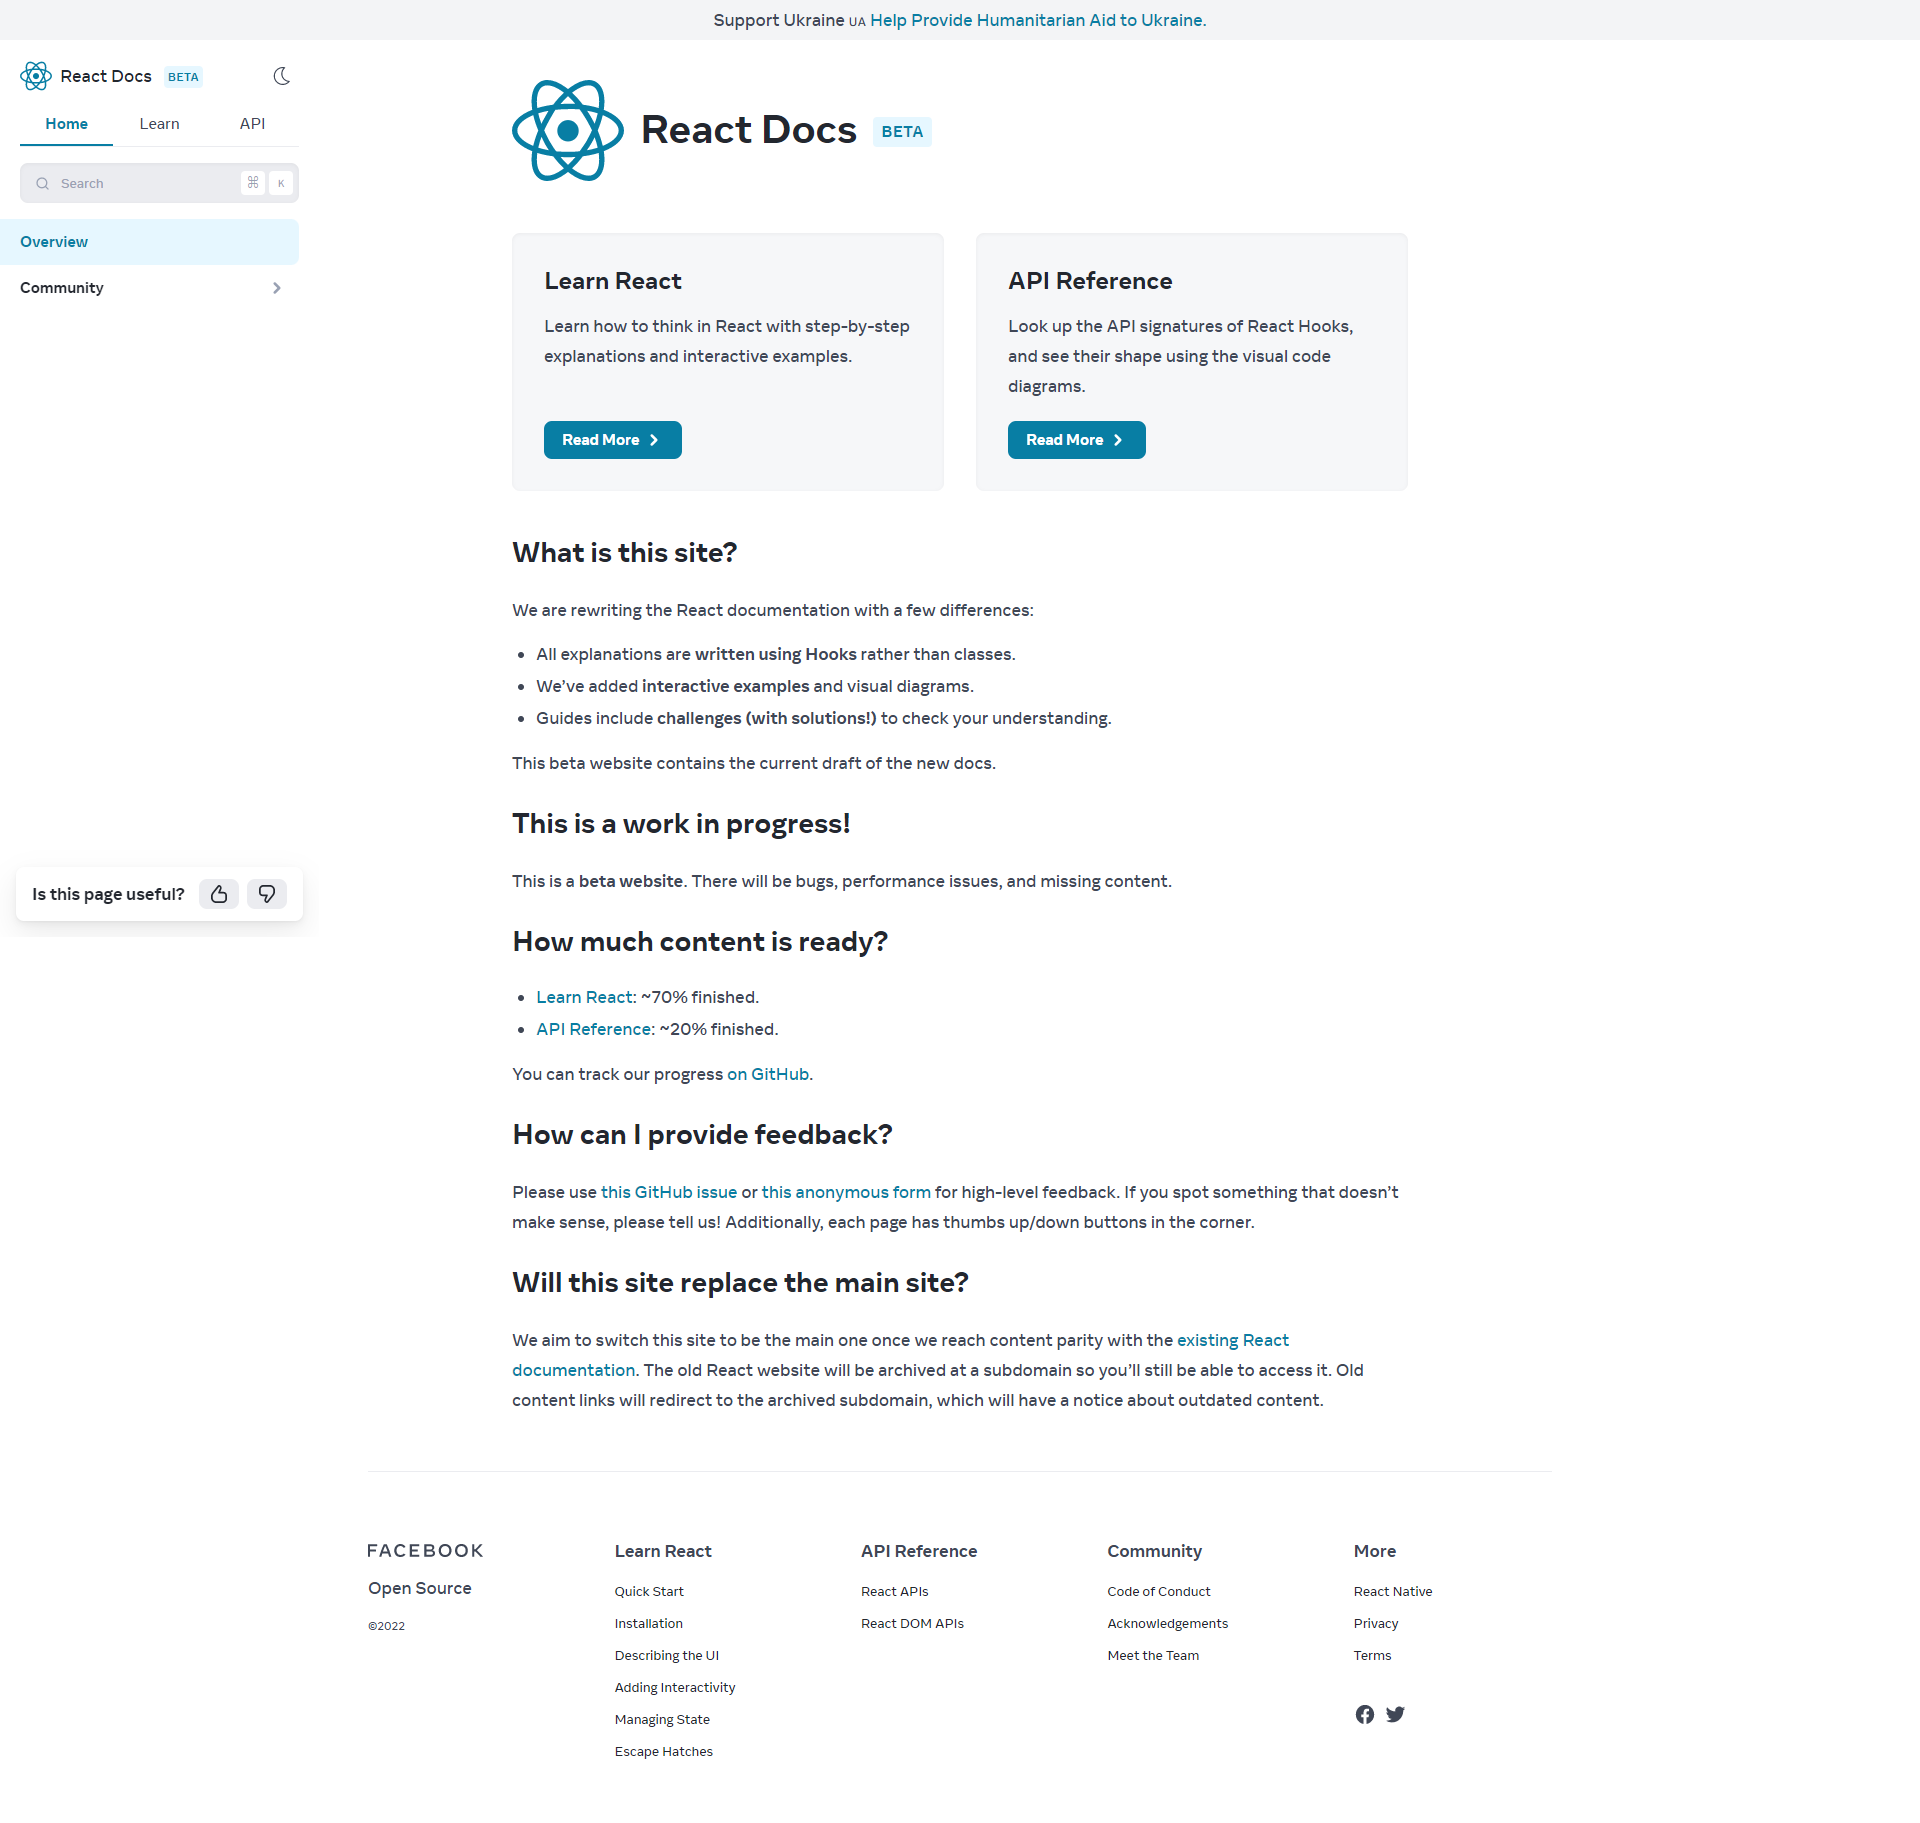 Support Ukraine UA Help Provide Humanitarian Aid to Ukraine.
React Docs BETA
Home Learn API
Search ⌘ K
Overview
Community
Is this page useful?
React Docs BETA
Learn React
Learn how to think in React with step-by-step
explanations and interactive examples.
Read More
API Reference
Look up the API signatures of React Hooks,
and see their shape using the visual code
diagrams.
Read More
What is this site?
We are rewriting the React documentation with a few differences:
• All explanations are written using Hooks rather than classes.
• We’ve added interactive examples and visual diagrams.
• Guides include challenges (with solutions!) to check your understanding.
This beta website contains the current draft of the new docs.
This is a work in progress!
This is a beta website. There will be bugs, performance issues, and missing content.
How much content is ready?
• Learn React: ~70% finished.
• API Reference: ~20% finished.
You can track our progress on GitHub.
How can I provide feedback?
Please use this GitHub issue or this anonymous form for high-level feedback. If you spot something that doesn’t
make sense, please tell us! Additionally, each page has thumbs up/down buttons in the corner.
Will this site replace the main site?
We aim to switch this site to be the main one once we reach content parity with the existing React
documentation. The old React website will be archived at a subdomain so you’ll still be able to access it. Old
content links will redirect to the archived subdomain, which will have a notice about outdated content.
FACEBOOK
Open Source
©2022
Learn React
Quick Start
Installation
Describing the UI
Adding Interactivity
Managing State
Escape Hatches
API Reference
React APIs
React DOM APIs
Community
Code of Conduct
Acknowledgements
Meet the Team
More
React Native
Privacy
Terms